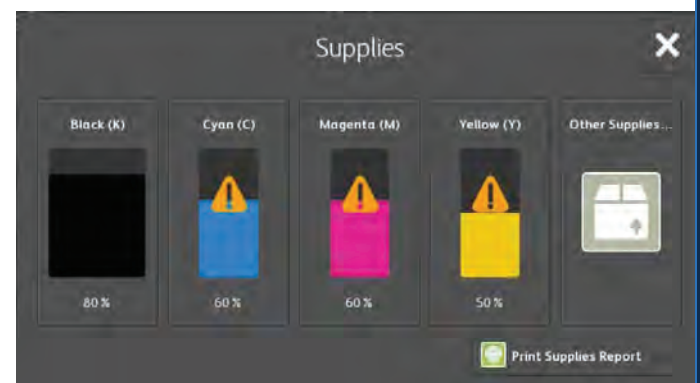 Supplies
Black (K)
Cyan (C)
Magenta (M)
Yellow (Y)
Other Supplies...
80 %
60 %
60 %
50 %
Print Supplies Report